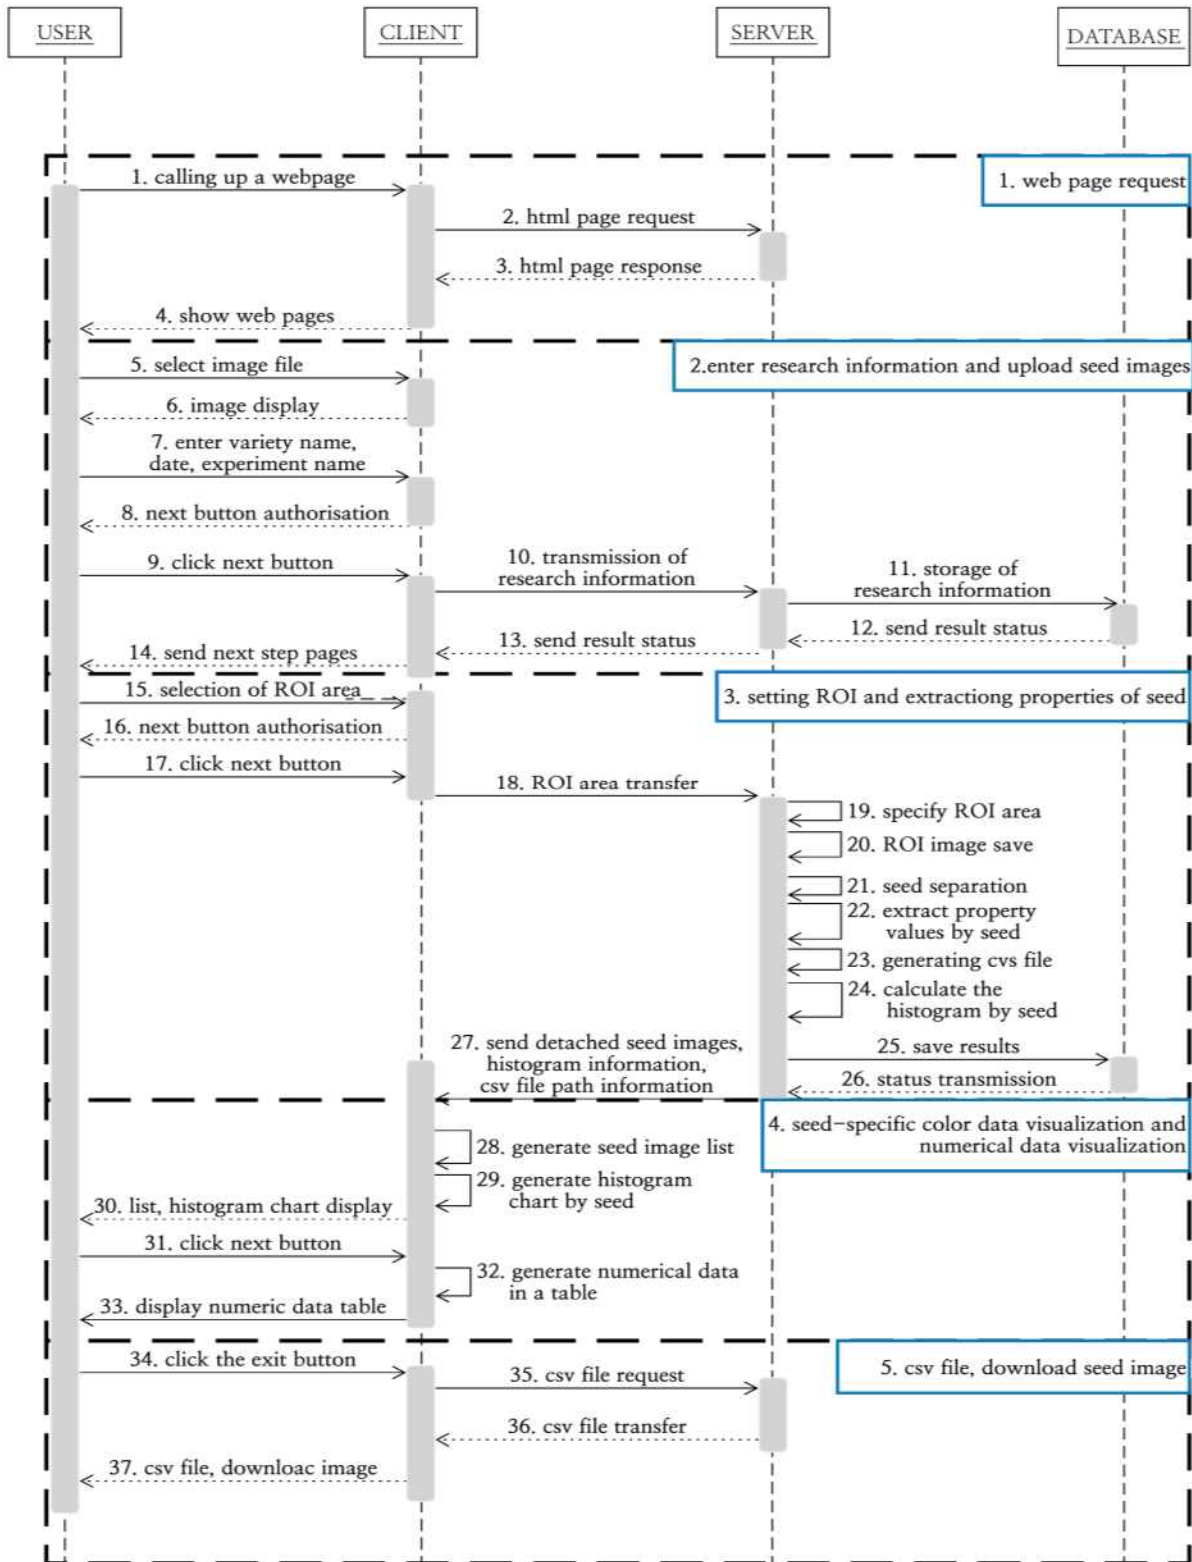 USER
CLIENT
SERVER
DATABASE
1. web page request
1. calling up a webpage
2. html page request
3. html page response
4. show web pages
2.enter research information and upload seed images
5. select image file
6. image display
7. enter variety name,
date, experiment name
8. next button authorisation
9. click next button
10. transmission of
research information
11. storage of
research information
12. send result status
13. send result status
14. send next step pages
3. setting ROI and extractiong properties of seed
15. selection of ROI area
16. next button authorisation
17. click next button
18. ROI area transfer
19. specify ROI area
20. ROI image save
21. seed separation
22. extract property
values by seed
23. generating cvs file
24. calculate the
histogram by seed
25. save results
26. status transmission
27. send detached seed images,
histogram information,
csv file path information
4. seed-specific color data visualization and
numerical data visualization
28. generate seed image list
29. generate histogram
chart by seed
30. list, histogram chart display
31. click next button
32. generate numerical data
in a table
33. display numeric data table
5. csv file, download seed image
34. click the exit button
35. csv file request
36. csv file transfer
37. csv file, downloac image